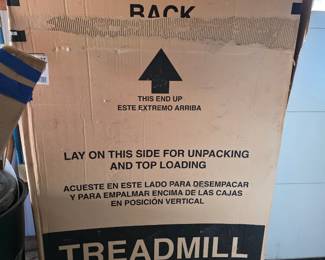 BACK
THIS END UP
ESTE EXTREMO ARRIBA
LAY ON THIS SIDE FOR UNPACKING
AND TOP LOADING
ACUESTE EN ESTE LADO PARA DESEMPACAR
Y PARA EMPALMAR ENCIMA DE LAS CAJAS
EN POSICIÓN VERTICAL
TREADMILL